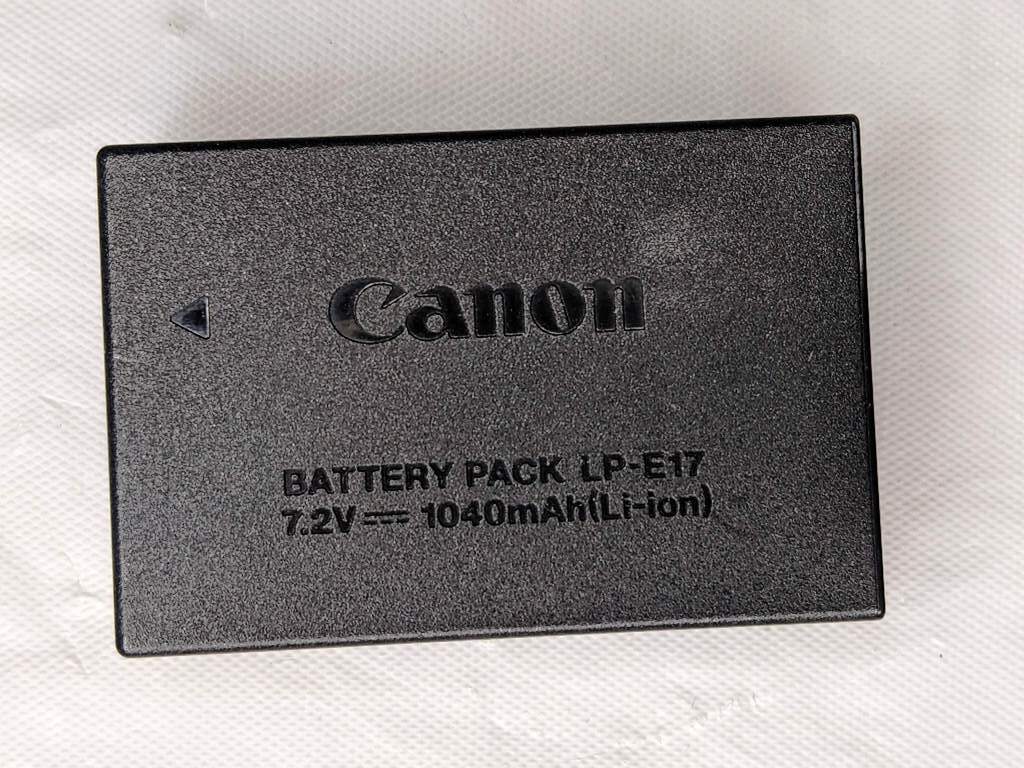 Canon
BATTERY PACK LP-E17
7.2V⎓1040mAh(Li-ion)